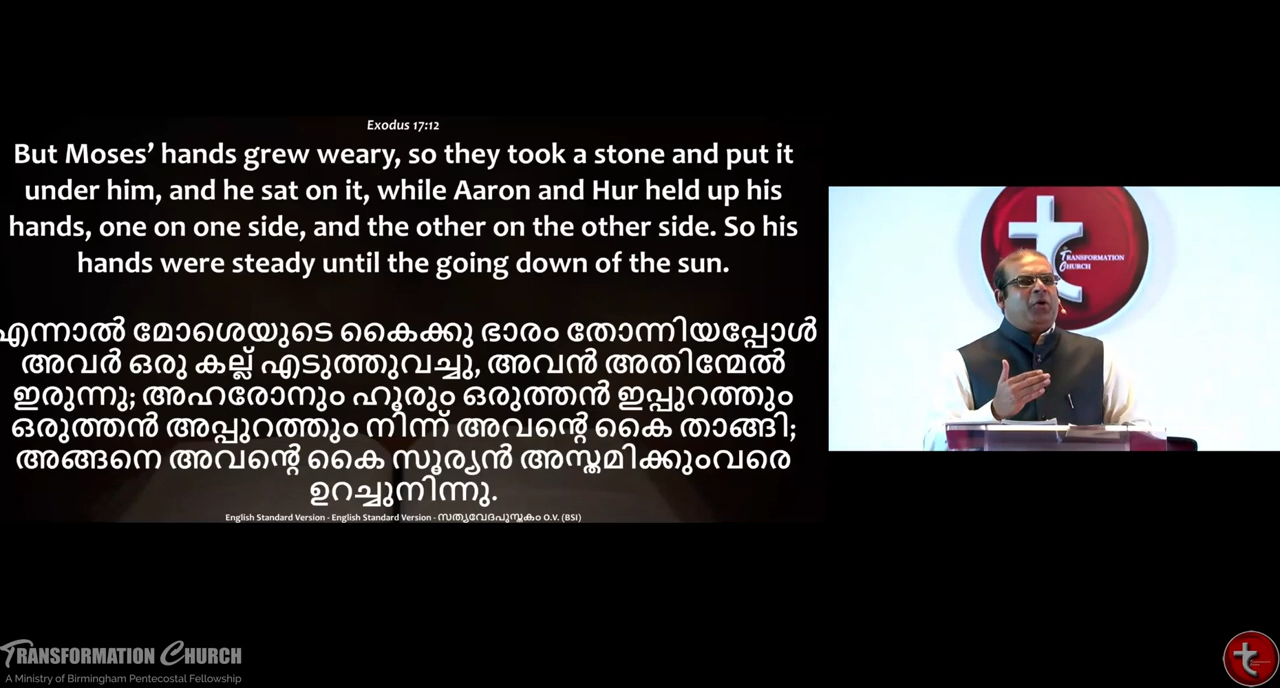 Exodus 17:12
But Moses’ hands grew weary, so they took a stone and put it
under him, and he sat on it, while Aaron and Hur held up his
hands, one on one side, and the other on the other side. So his
hands were steady until the going down of the sun.
എന്നാൽ മോശെയുടെ കൈക്കു ഭാരം തോന്നിയപ്പോൾ
അവർ ഒരു കല്ല് എടുത്തുവച്ചു, അവൻ അതിന്മേൽ
ഇരുന്നു; അഹരോനും ഹൂരും ഒരുത്തൻ ഇപ്പുറത്തും
ഒരുത്തൻ അപ്പുറത്തും നിന്ന് അവന്റെ കൈ താങ്ങി;
അങ്ങനെ അവന്റെ കൈ സൂര്യൻ അസ്തമിക്കുംവരെ
ഉറച്ചുനിന്നു.
English Standard Version - English Standard Version - സത്യവേദപുസ്തകം O.V. (BSI)
TRANSFORMATION
CHURCH
TRANSFORMATION CHURCH
A Ministry of Birmingham Pentecostal Fellowship